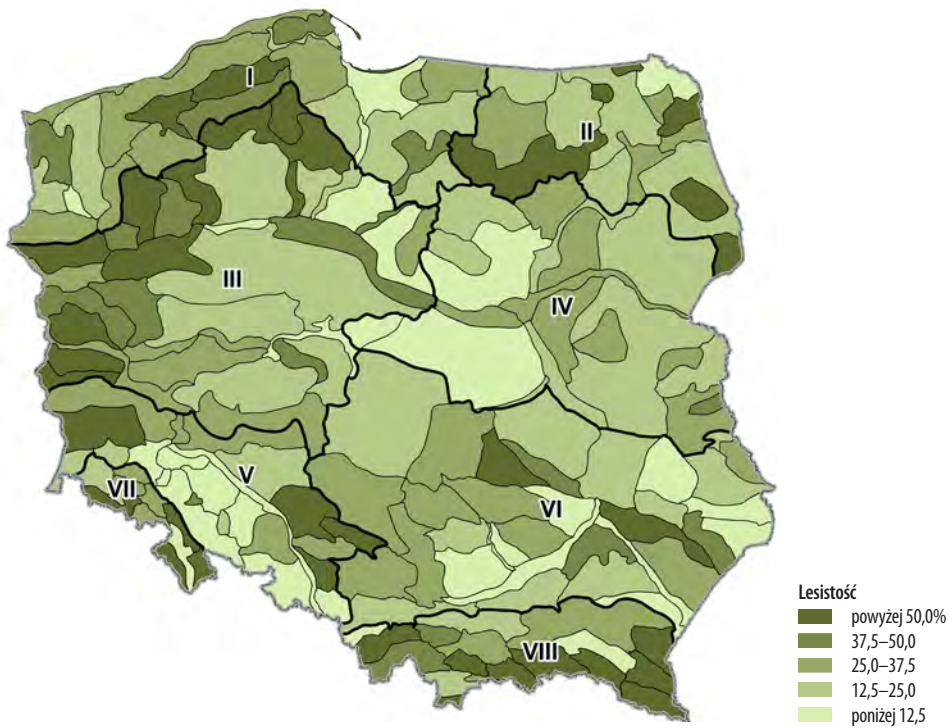 I
II
III
IV
V
VI
VII
VIII
Lesistość
powyżej 50,0%
37,5–50,0
25,0–37,5
12,5–25,0
poniżej 12,5